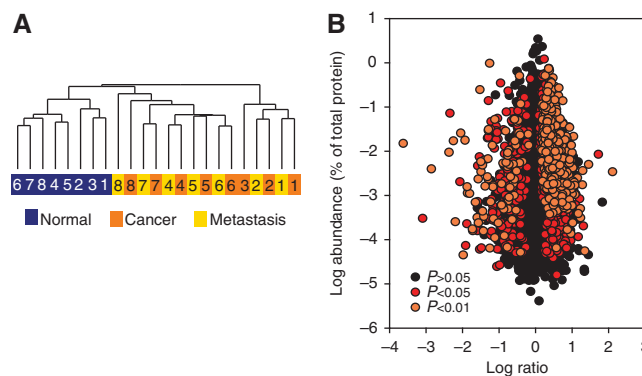 A
6 7 8 4 5 2 3 1 8 8 7 7 4 4 5 5 6 6 3 2 2 1 1
Normal Cancer Metastasis
B
Log abundance (% of total protein)
1
0
−1
−2
−3
−4
−5
−6
P>0.05
P<0.05
P<0.01
−4 −3 −2 −1 0 1 2 3
Log ratio